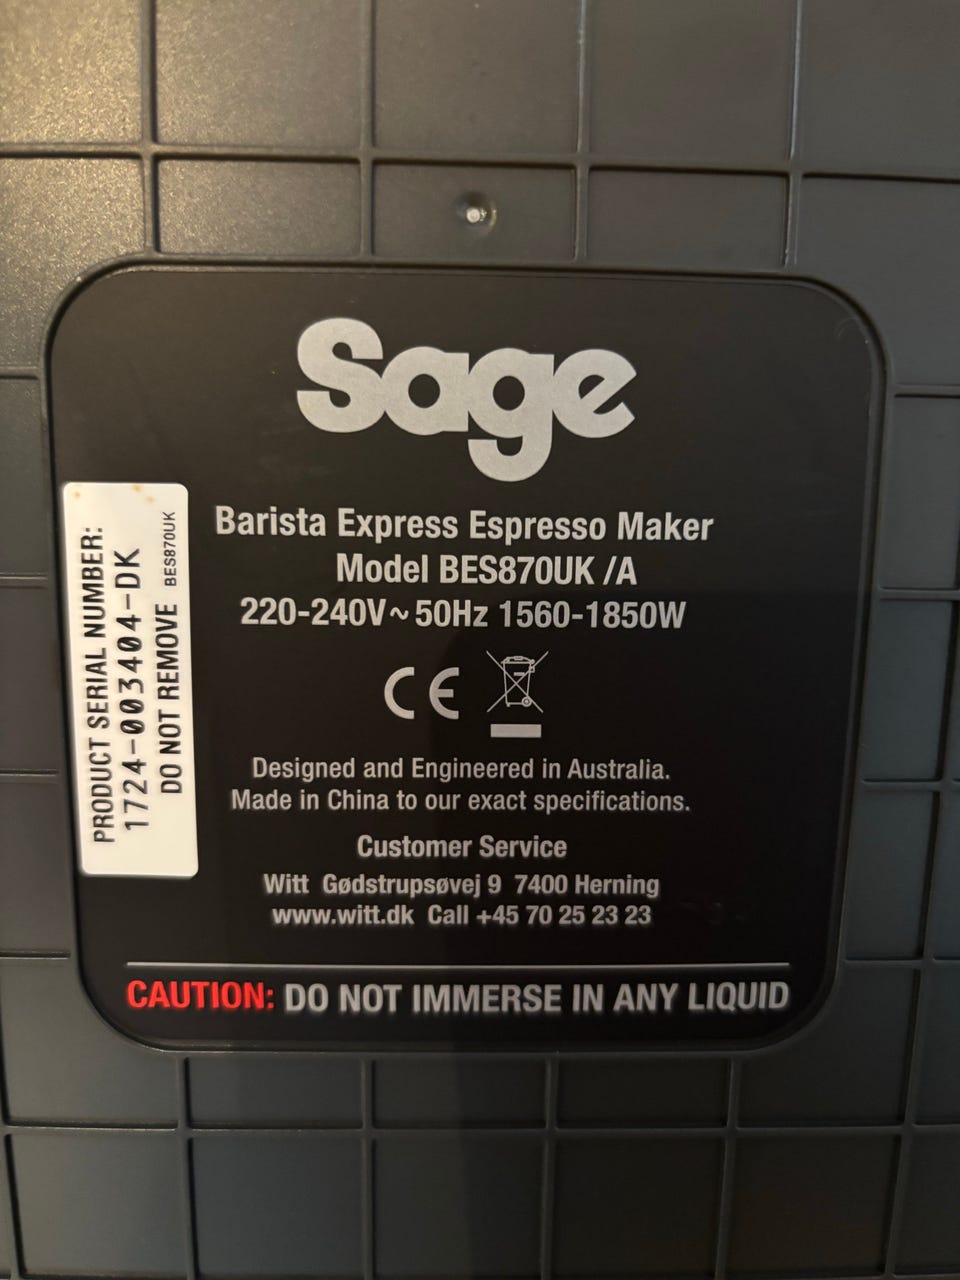 Sage
Barista Express Espresso Maker
Model BES870UK /A
220-240V~50Hz 1560-1850W
CE
Designed and Engineered in Australia.
Made in China to our exact specifications.
Customer Service
Witt Gødstrupsøvej 9 7400 Herning
www.witt.dk Call +45 70 25 23 23
CAUTION: DO NOT IMMERSE IN ANY LIQUID
PRODUCT SERIAL NUMBER:
1724-003404-DK
DO NOT REMOVE BES870UK